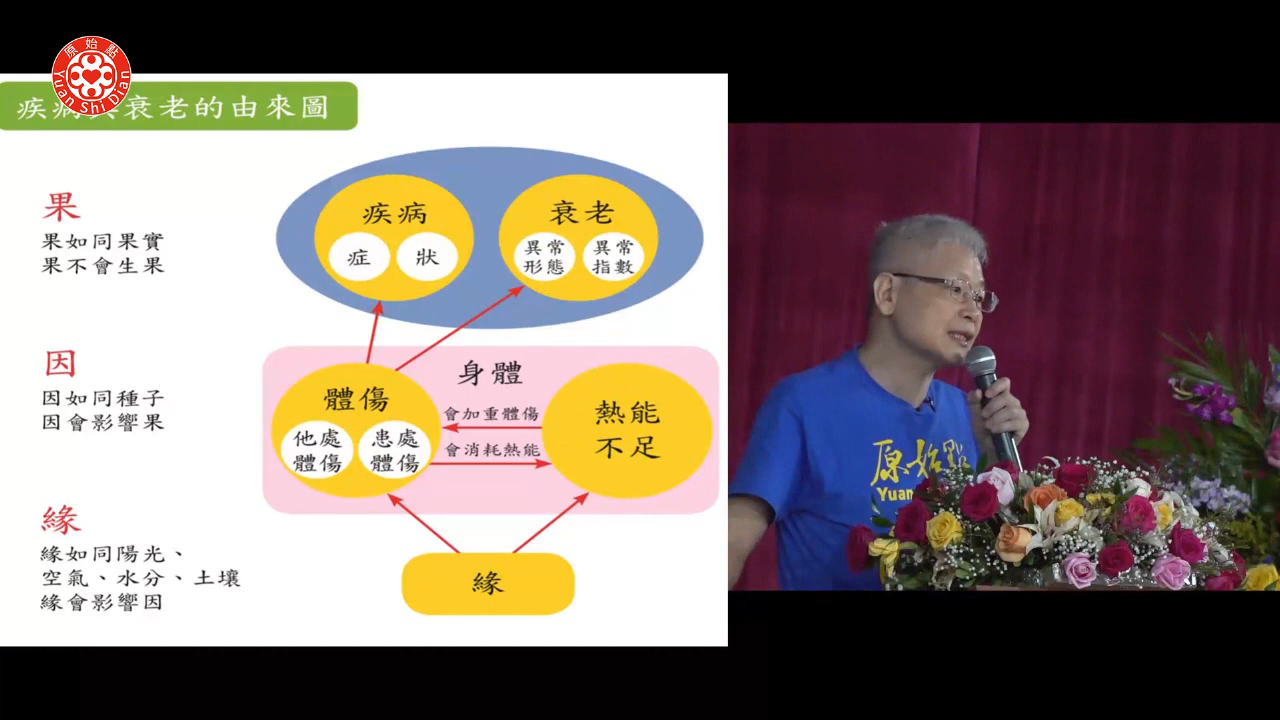 原始點
Yuan Shi Dian
疾病與衰老的由來圖
果
果如同果實
果不會生果
疾病
症
狀
衰老
異常
形態
異常
指數
因
因如同種子
因會影響果
身體
體傷
他處
體傷
患處
體傷
會加重體傷
會消耗熱能
熱能
不足
緣
緣如同陽光、
空氣、水分、土壤
緣會影響因
緣
原始點
Yuan